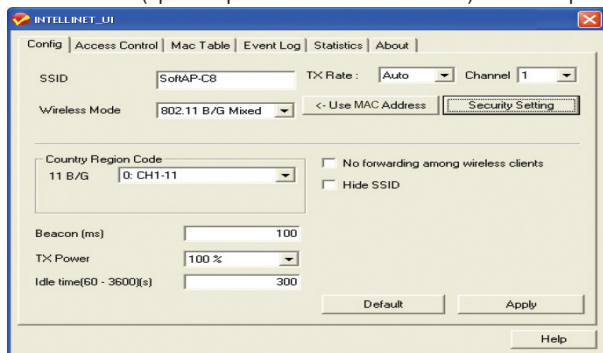 INTELLINET_UI
Config Access Control Mac Table Event Log Statistics About
SSID SoftAP-C8 TX Rate : Auto Channel 1
Wireless Mode 802.11 B/G Mixed <- Use MAC Address Security Setting
Country Region Code
11 B/G 0: CH1-11
No forwarding among wireless clients
Hide SSID
Beacon (ms) 100
TX Power 100 %
Idle time(60 - 3600)(s) 300
Default Apply
Help